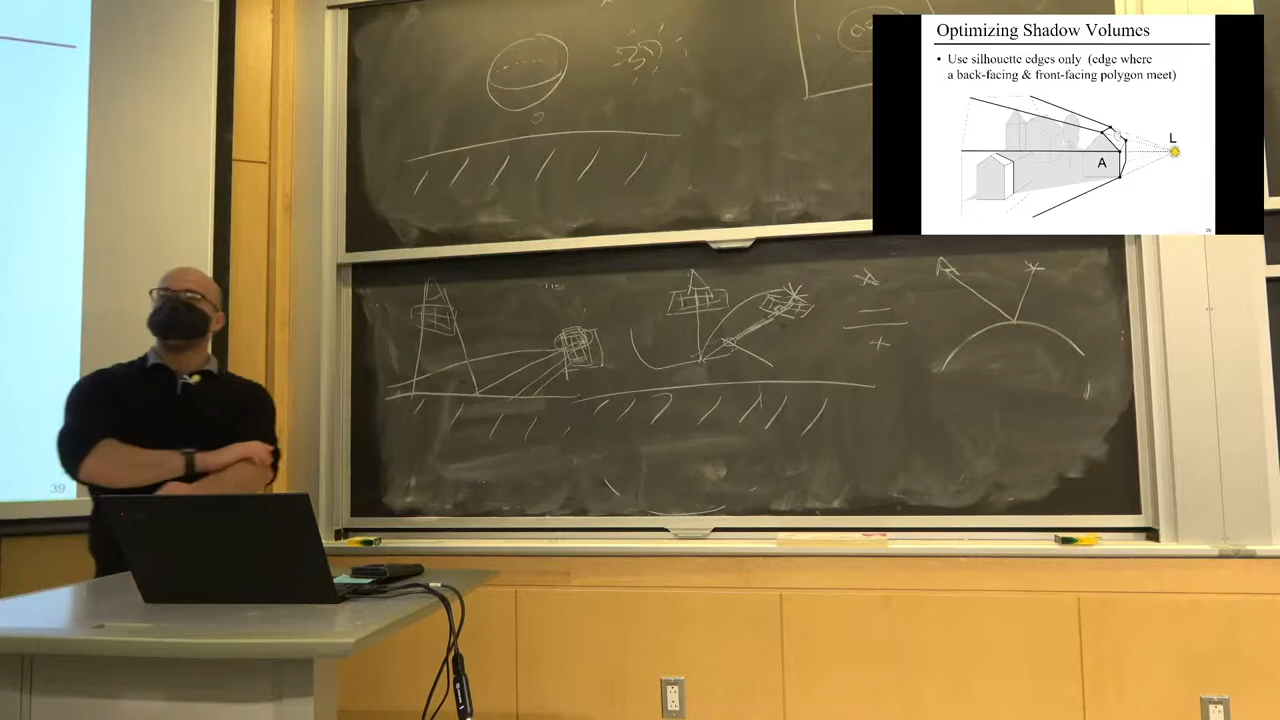 Optimizing Shadow Volumes
• Use silhouette edges only (edge where
a back-facing & front-facing polygon meet)
L
A
39